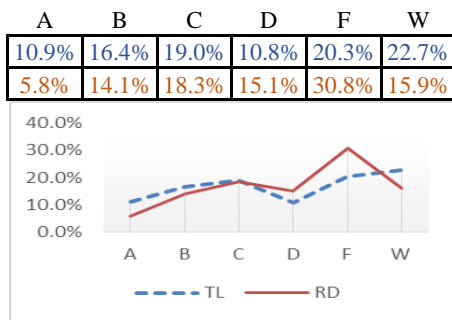 A B C D F W
10.9% 16.4% 19.0% 10.8% 20.3% 22.7%
5.8% 14.1% 18.3% 15.1% 30.8% 15.9%
40.0%
30.0%
20.0%
10.0%
0.0%
A B C D F W
TL RD